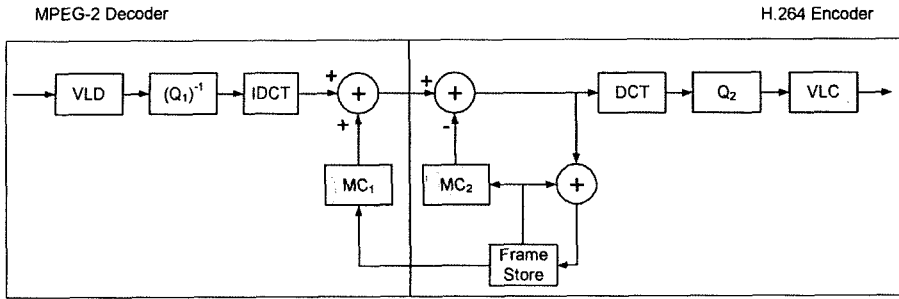 MPEG-2 Decoder
H.264 Encoder
VLD
(Q₁)⁻¹
IDCT
+
+
+
+
+
-
DCT
Q₂
VLC
MC₁
MC₂
+
Frame
Store